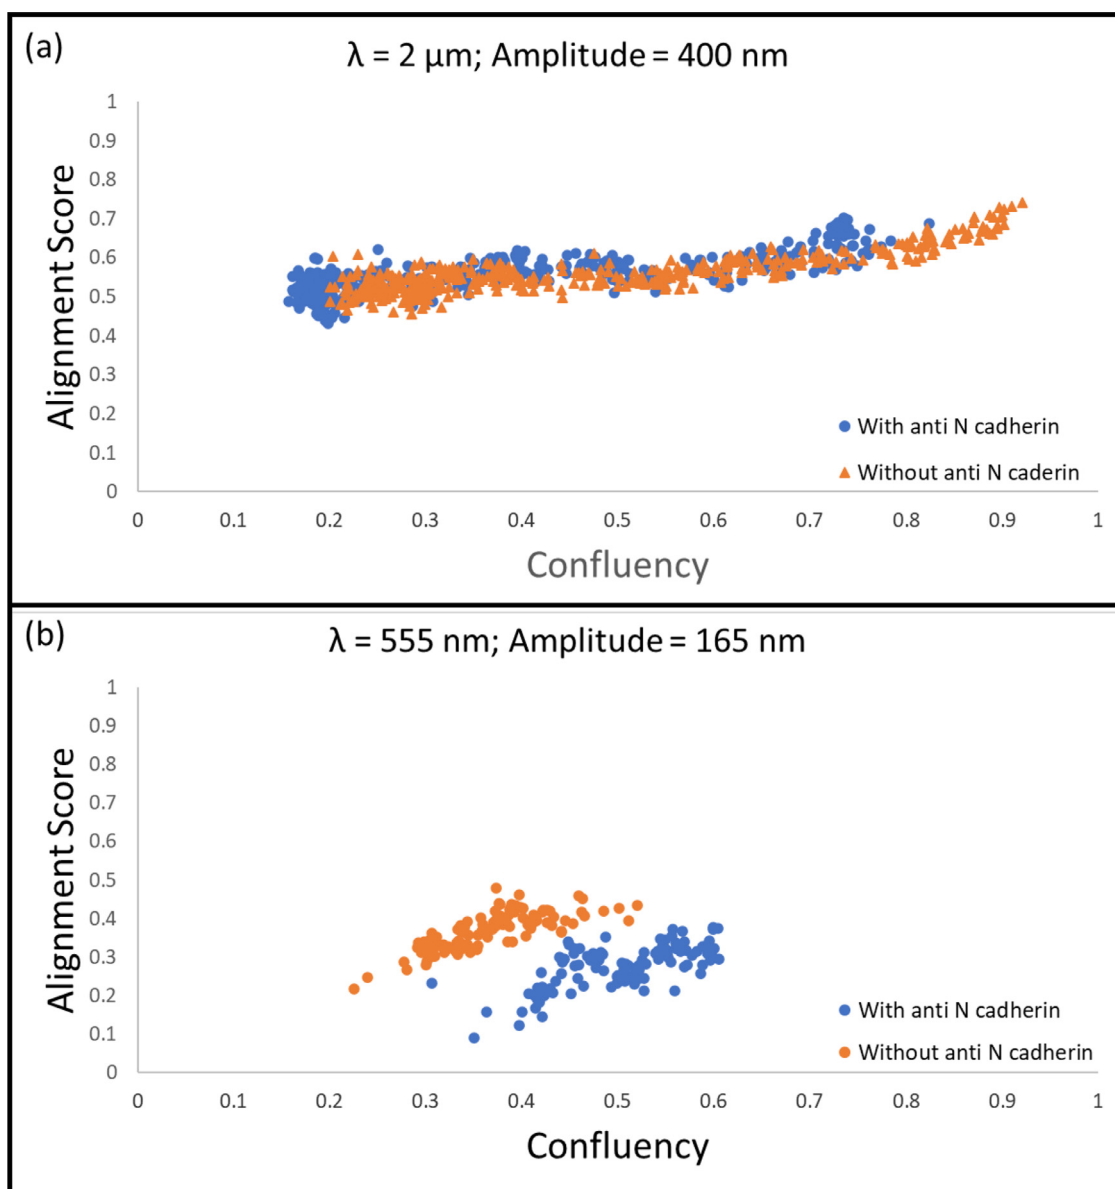 (a)
λ = 2 μm; Amplitude = 400 nm
1
0.9
0.8
0.7
0.6
0.5
0.4
0.3
0.2
0.1
0
Alignment Score
With anti N cadherin
Without anti N caderin
0 0.1 0.2 0.3 0.4 0.5 0.6 0.7 0.8 0.9 1
Confluency
(b)
λ = 555 nm; Amplitude = 165 nm
1
0.9
0.8
0.7
0.6
0.5
0.4
0.3
0.2
0.1
0
Alignment Score
With anti N cadherin
Without anti N cadherin
0 0.1 0.2 0.3 0.4 0.5 0.6 0.7 0.8 0.9 1
Confluency